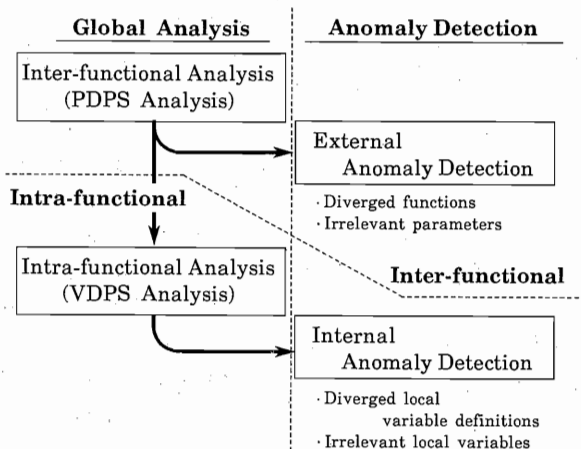 Global Analysis
Anomaly Detection
Inter-functional Analysis
(PDPS Analysis)
External
Anomaly Detection
· Diverged functions
· Irrelevant parameters
Intra-functional
Intra-functional Analysis
(VDPS Analysis)
Inter-functional
Internal
Anomaly Detection
· Diverged local
variable definitions
· Irrelevant local variables